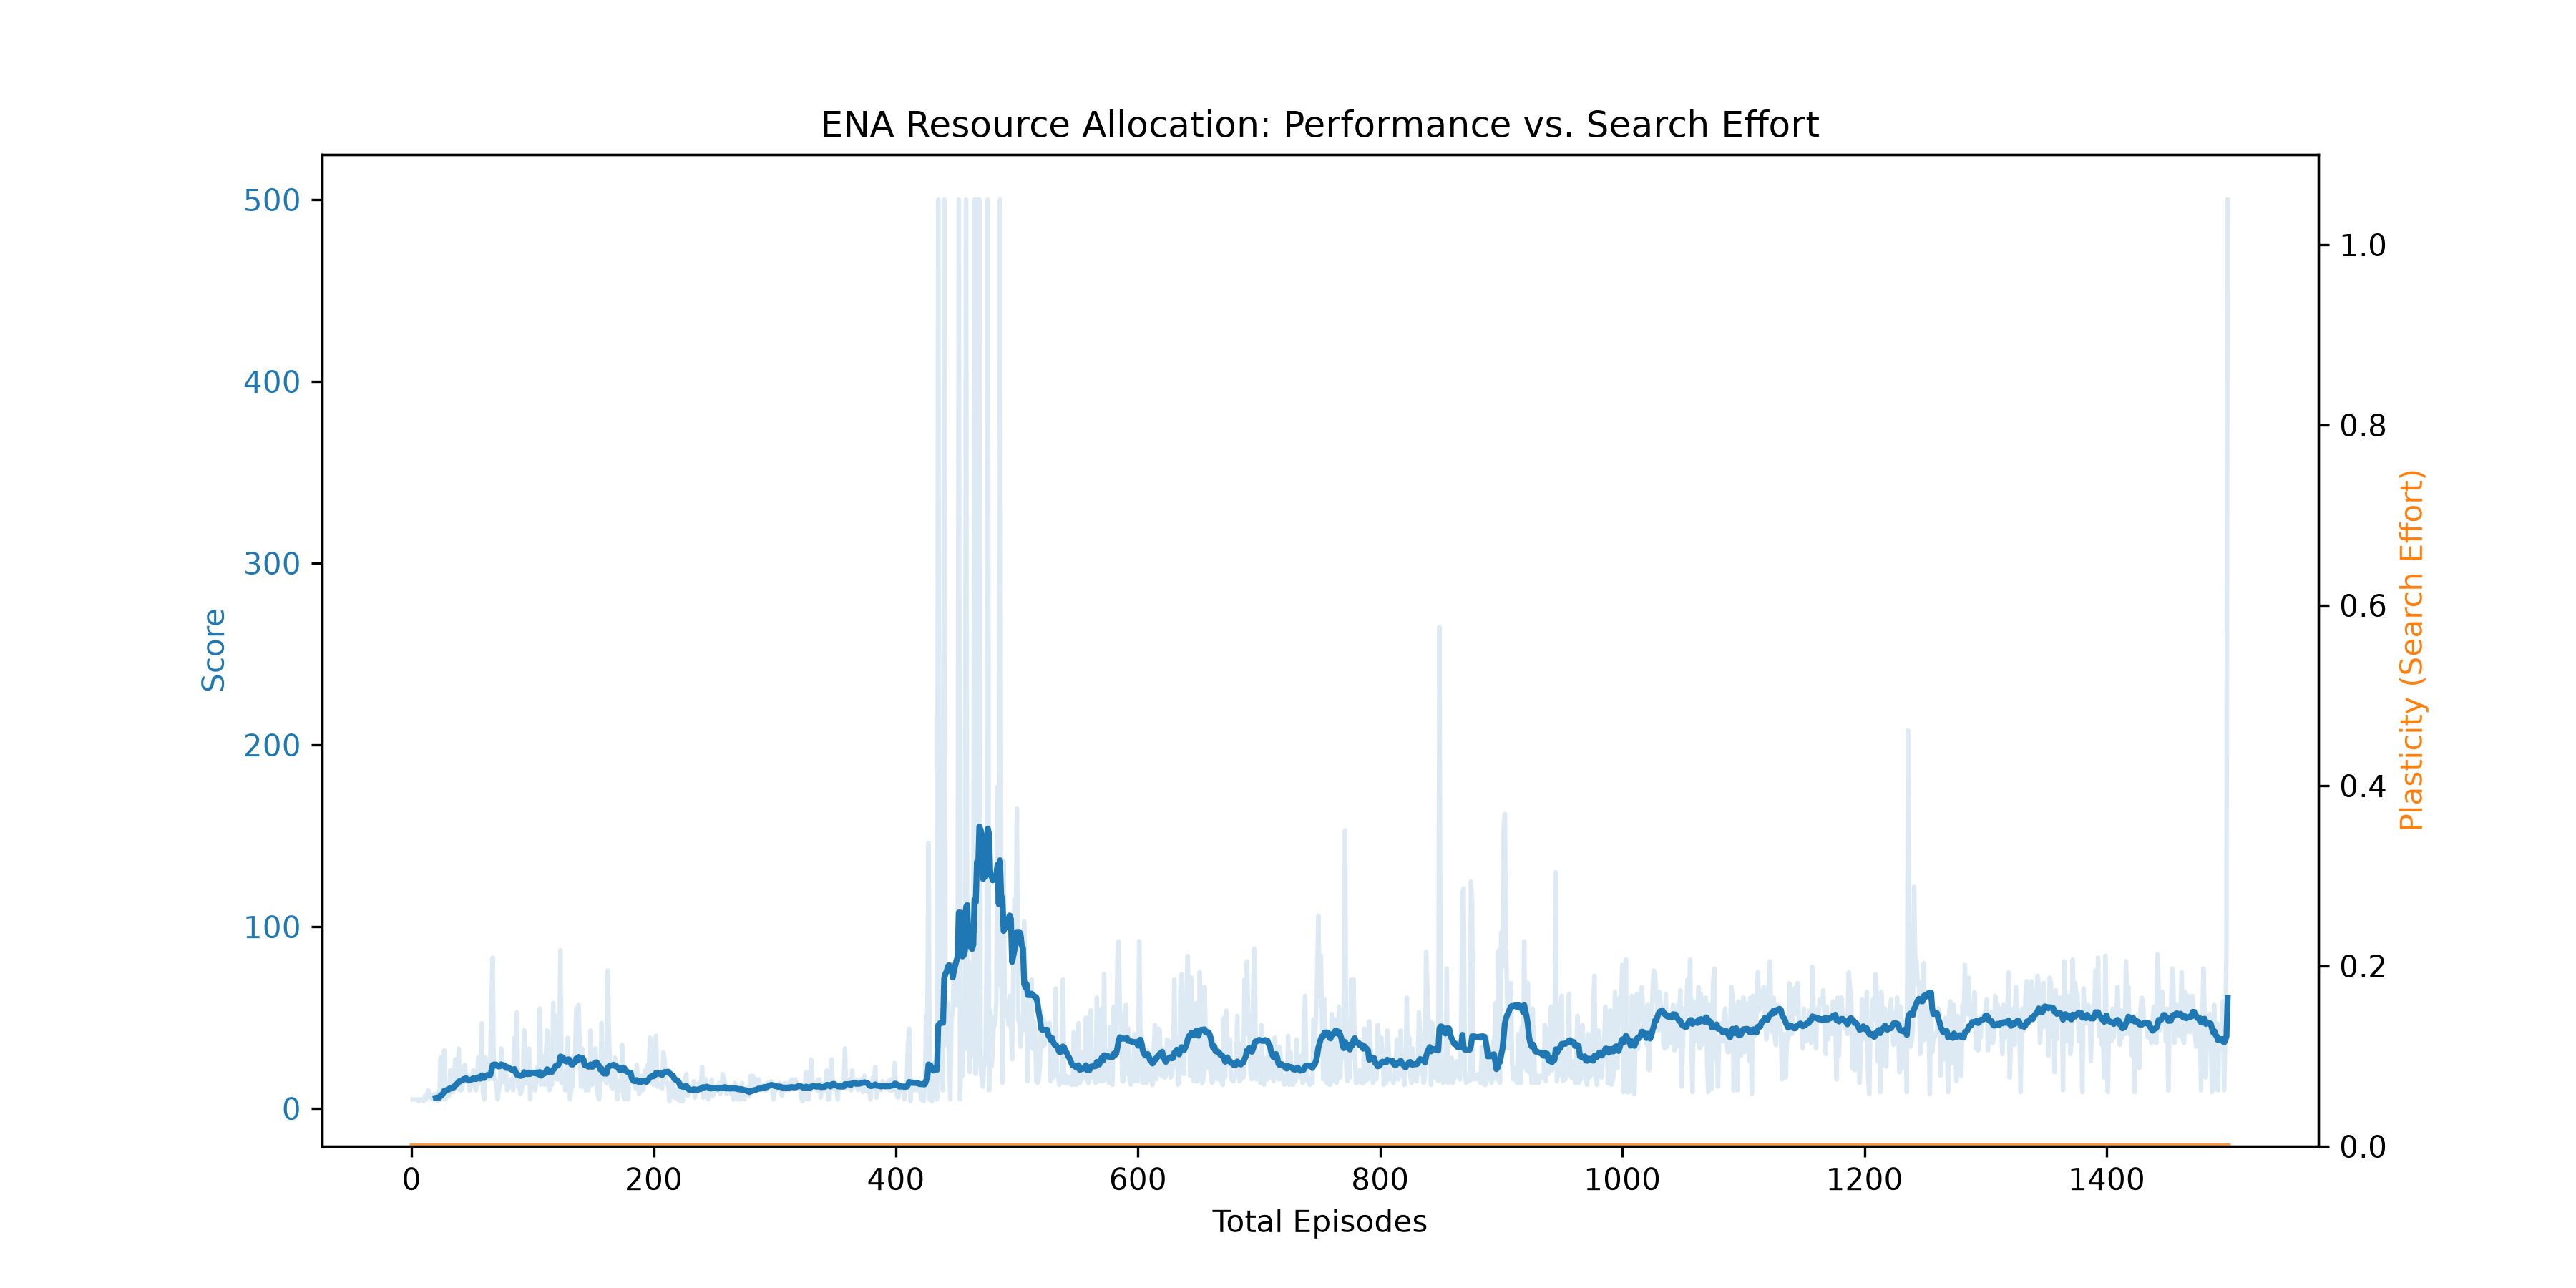 ENA Resource Allocation: Performance vs. Search Effort
500
400
300
200
100
0
Score
1.0
0.8
0.6
0.4
0.2
0.0
Plasticity (Search Effort)
0 200 400 600 800 1000 1200 1400
Total Episodes